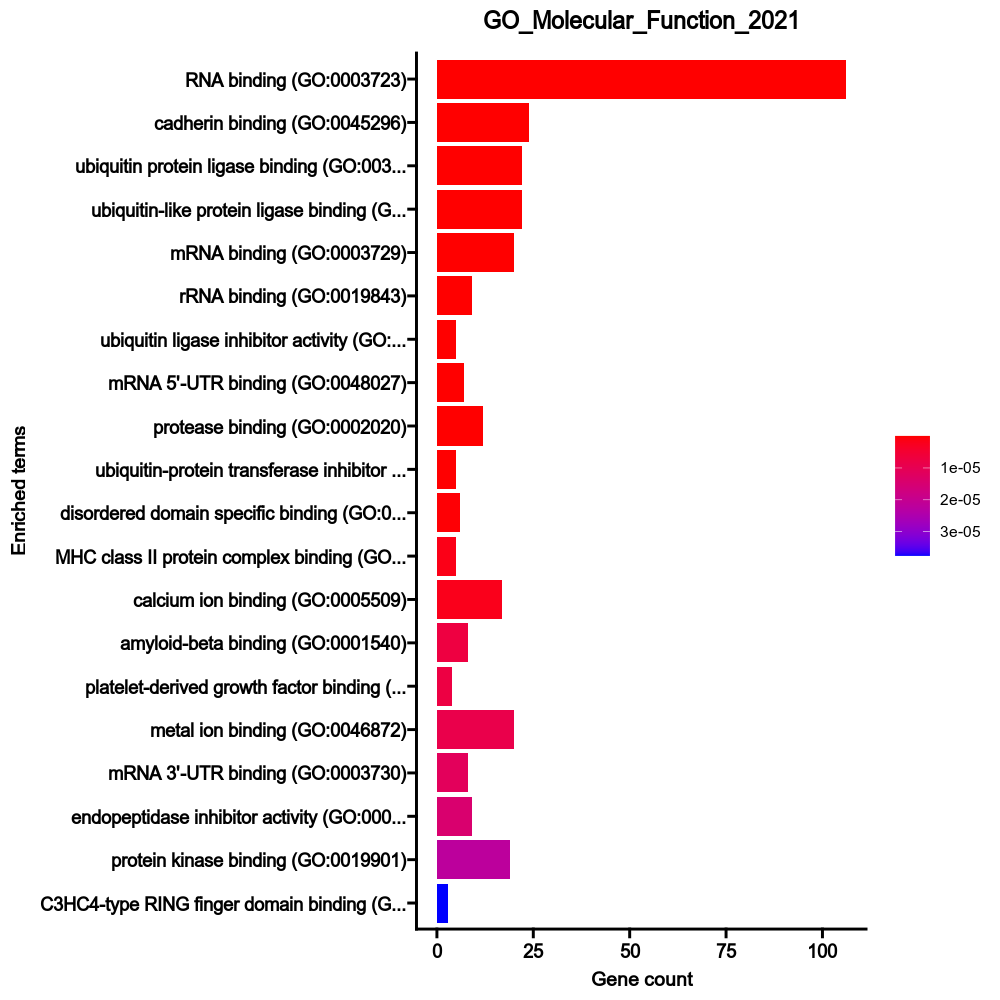 GO_Molecular_Function_2021
RNA binding (GO:0003723)
cadherin binding (GO:0045296)
ubiquitin protein ligase binding (GO:003...
ubiquitin-like protein ligase binding (G...
mRNA binding (GO:0003729)
rRNA binding (GO:0019843)
ubiquitin ligase inhibitor activity (GO:...
mRNA 5'-UTR binding (GO:0048027)
protease binding (GO:0002020)
ubiquitin-protein transferase inhibitor ...
disordered domain specific binding (GO:0...
MHC class II protein complex binding (GO...
calcium ion binding (GO:0005509)
amyloid-beta binding (GO:0001540)
platelet-derived growth factor binding (...
metal ion binding (GO:0046872)
mRNA 3'-UTR binding (GO:0003730)
endopeptidase inhibitor activity (GO:000...
protein kinase binding (GO:0019901)
C3HC4-type RING finger domain binding (G...
Enriched terms
0 25 50 75 100
Gene count
1e-05
2e-05
3e-05